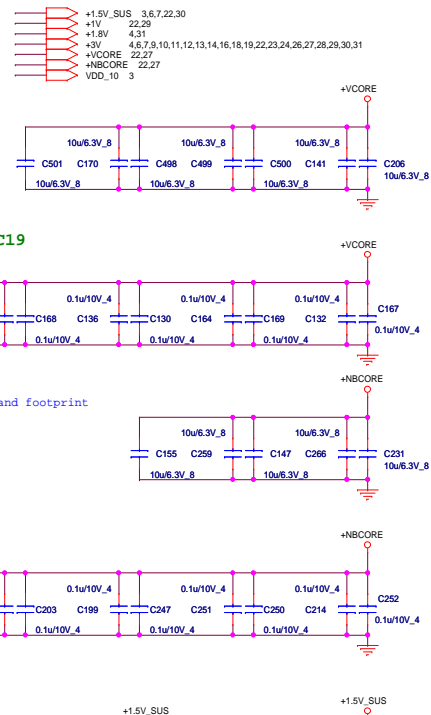 +1.5V_SUS 3,6,7,22,30
+1V 22,29
+1.8V 4,31
+3V 4,6,7,9,10,11,12,13,14,16,18,19,22,23,24,26,27,28,29,30,31
+VCORE 22,27
+NBCORE 22,27
VDD_10 3
+VCORE
10u/6.3V_8 10u/6.3V_8 10u/6.3V_8
C501 C170 C498 C499 C500 C141 C206
10u/6.3V_8
10u/6.3V_8 10u/6.3V_8 10u/6.3V_8
C19
+VCORE
0.1u/10V_4 0.1u/10V_4 0.1u/10V_4
C167
C168 C136 C130 C164 C169 C132
0.1u/10V_4
0.1u/10V_4 0.1u/10V_4 0.1u/10V_4
+NBCORE
and footprint
10u/6.3V_8 10u/6.3V_8
C155 C259 C147 C266 C231
10u/6.3V_8
10u/6.3V_8 10u/6.3V_8
+NBCORE
0.1u/10V_4 0.1u/10V_4 0.1u/10V_4
C252
C203 C199 C247 C251 C250 C214
0.1u/10V_4
0.1u/10V_4 0.1u/10V_4 0.1u/10V_4
+1.5V_SUS
+1.5V_SUS